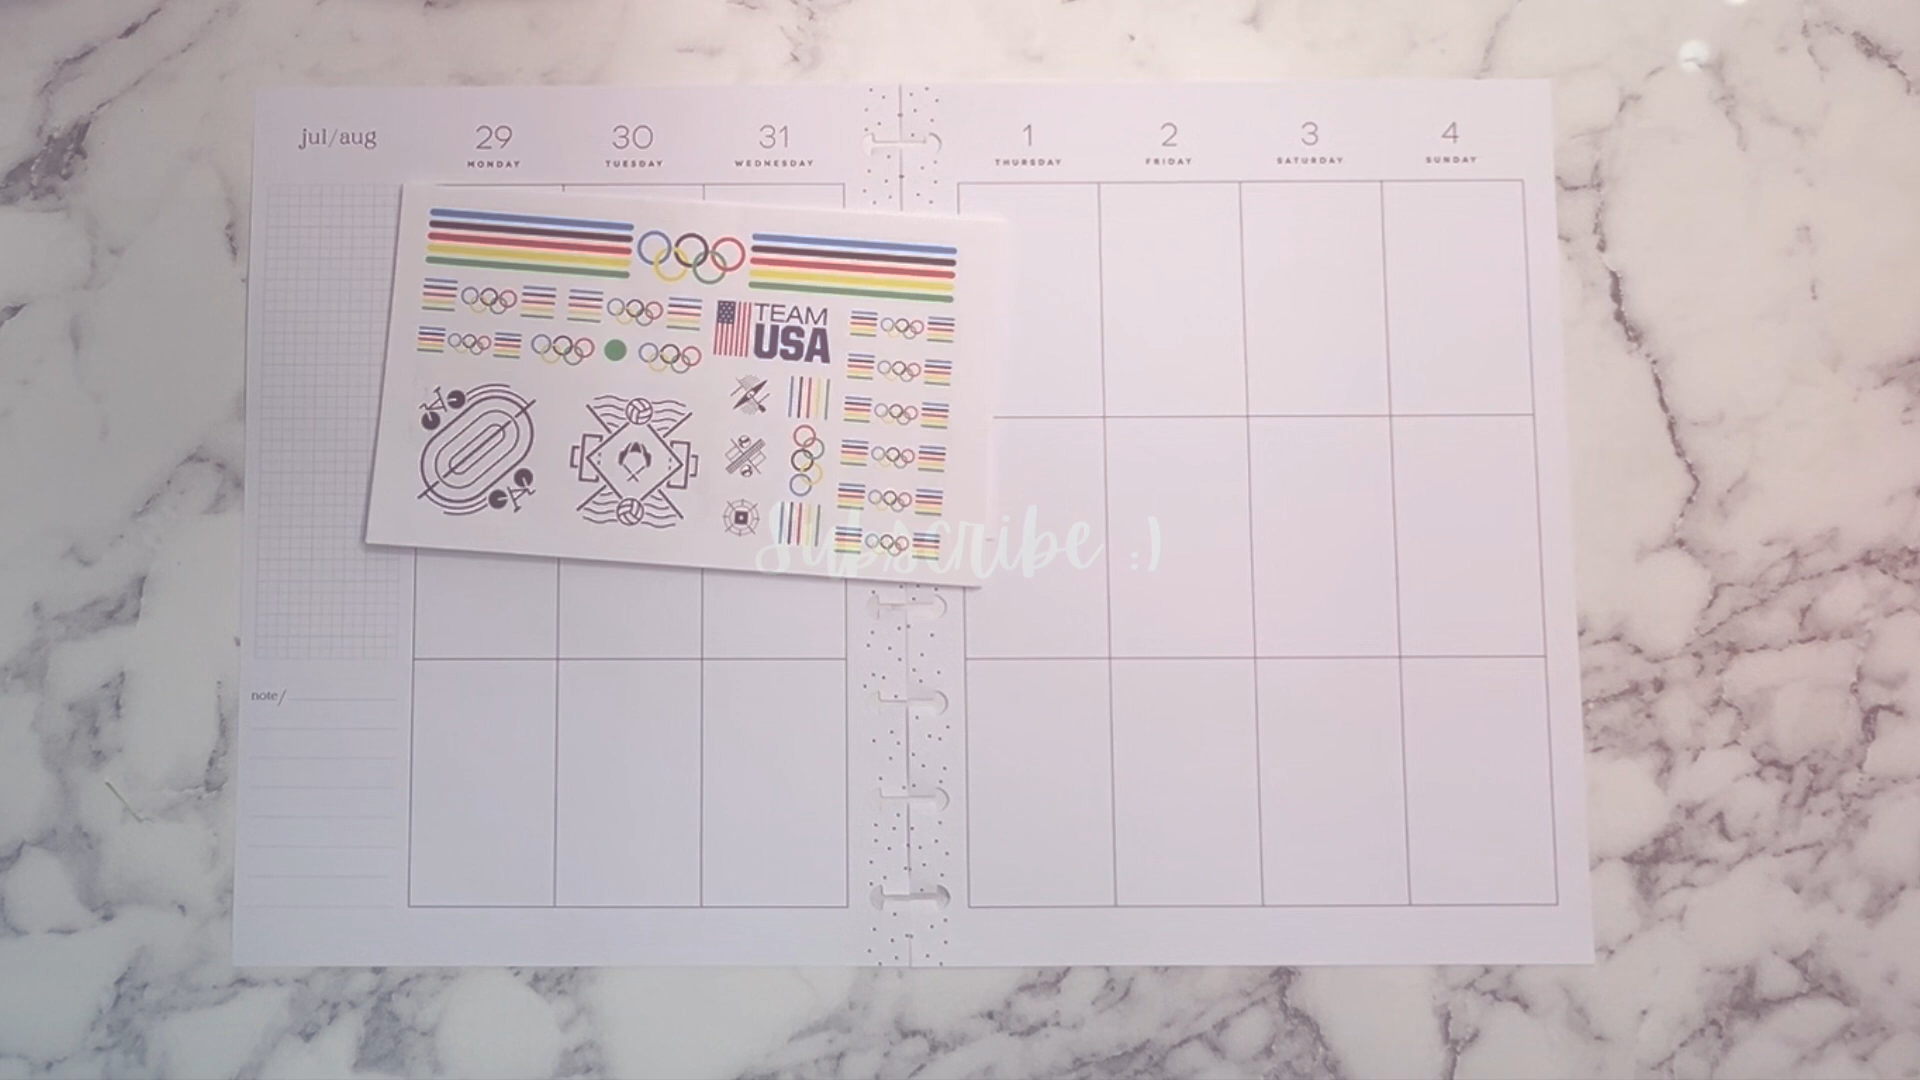 jul/aug
29
MONDAY
30
TUESDAY
31
WEDNESDAY
1
THURSDAY
2
FRIDAY
3
SATURDAY
4
SUNDAY
TEAM
USA
subscribe :)
note/